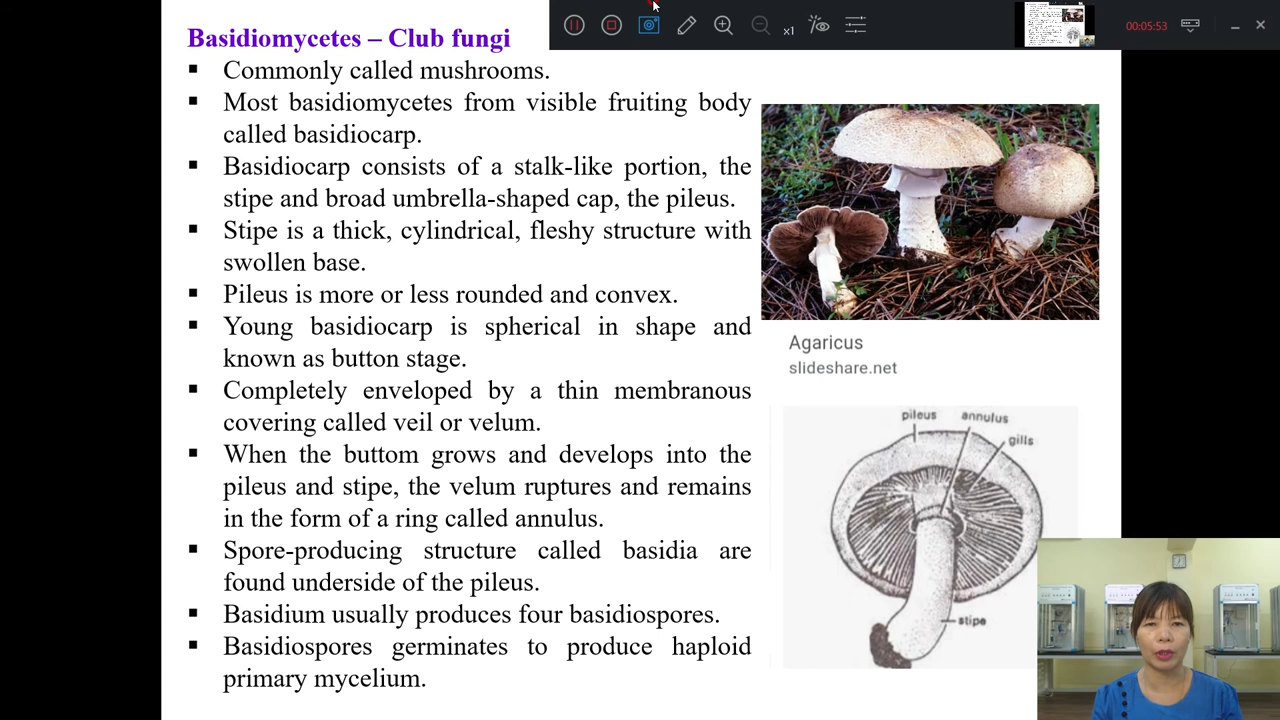 Basidiomycetes – Club fungi
▪ Commonly called mushrooms.
▪ Most basidiomycetes from visible fruiting body
called basidiocarp.
▪ Basidiocarp consists of a stalk-like portion, the
stipe and broad umbrella-shaped cap, the pileus.
▪ Stipe is a thick, cylindrical, fleshy structure with
swollen base.
▪ Pileus is more or less rounded and convex.
▪ Young basidiocarp is spherical in shape and
known as button stage.
▪ Completely enveloped by a thin membranous
covering called veil or velum.
▪ When the buttom grows and develops into the
pileus and stipe, the velum ruptures and remains
in the form of a ring called annulus.
▪ Spore-producing structure called basidia are
found underside of the pileus.
▪ Basidium usually produces four basidiospores.
▪ Basidiospores germinates to produce haploid
primary mycelium.
x1
00:05:53
Agaricus
slideshare.net
pileus
annulus
gills
stipe